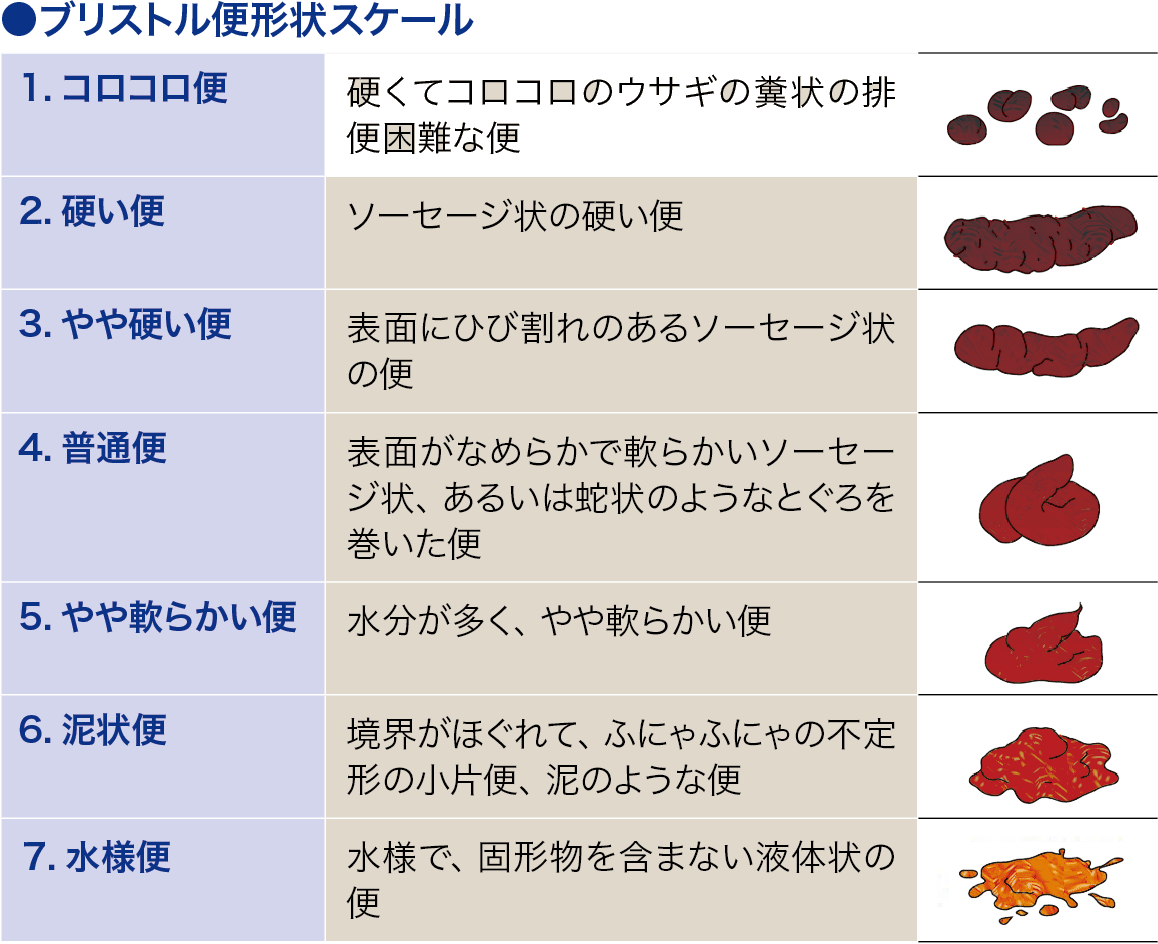 ●ブリストル便形状スケール
1. コロコロ便
硬くてコロコロのウサギの糞状の排
便困難な便
2. 硬い便
ソーセージ状の硬い便
3. やや硬い便
表面にひび割れのあるソーセージ状
の便
4. 普通便
表面がなめらかで軟らかいソーセー
ジ状、あるいは蛇状のようなとぐろを
巻いた便
5. やや軟らかい便
水分が多く、やや軟らかい便
6. 泥状便
境界がほぐれて、ふにゃふにゃの不定
形の小片便、泥のような便
7. 水様便
水様で、固形物を含まない液体状の
便